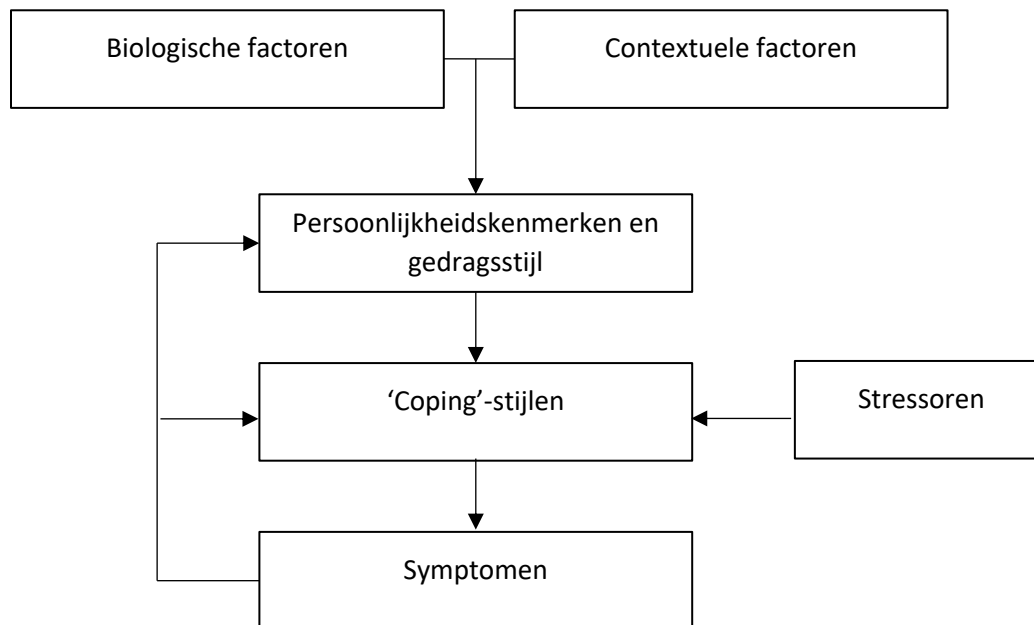 Biologische factoren
Contextuele factoren
Persoonlijkheidskenmerken en
gedragsstijl
‘Coping’-stijlen
Stressoren
Symptomen